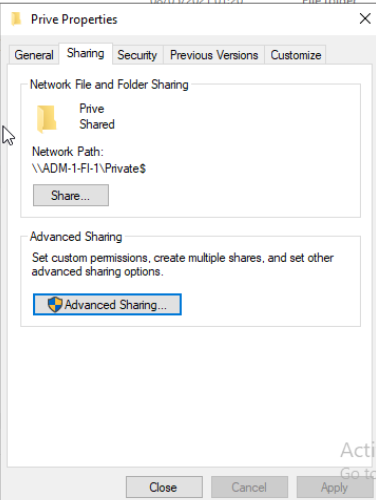 Prive Properties
General
Sharing
Security
Previous Versions
Customize
Network File and Folder Sharing
Prive
Shared
Network Path:
\\ADM-1-FI-1\Private$
Share...
Advanced Sharing
Set custom permissions, create multiple shares, and set other
advanced sharing options.
Advanced Sharing...
Acti
Go to
Close
Cancel
Apply